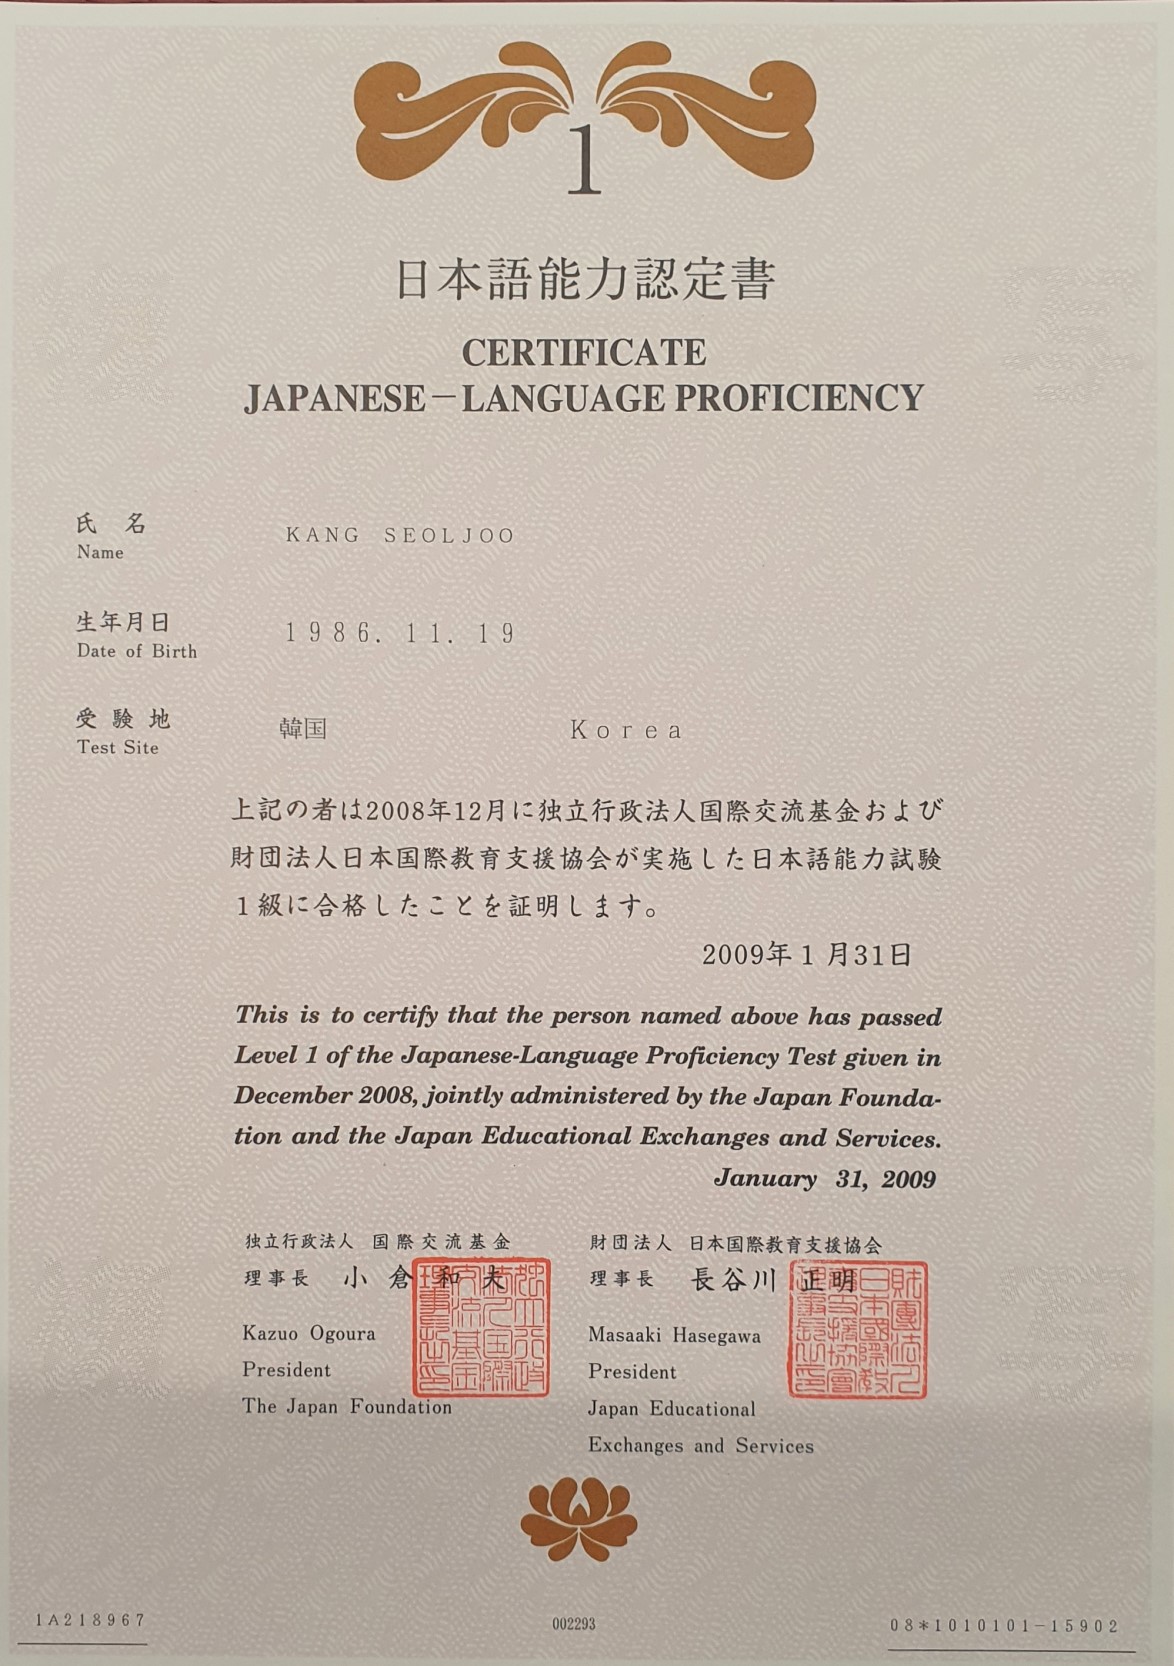 1
日本語能力認定書
CERTIFICATE
JAPANESE－LANGUAGE PROFICIENCY
氏 名
Name
KANG SEOLJOO
生年月日
Date of Birth
1986. 11. 19
受 験 地
Test Site
韓国 Korea
上記の者は2008年12月に独立行政法人国際交流基金および
財団法人日本国際教育支援協会が実施した日本語能力試験
1級に合格したことを証明します。
2009年1月31日
This is to certify that the person named above has passed
Level 1 of the Japanese-Language Proficiency Test given in
December 2008, jointly administered by the Japan Founda-
tion and the Japan Educational Exchanges and Services.
January 31, 2009
独立行政法人 国際交流基金
理事長 小倉和夫
Kazuo Ogoura
President
The Japan Foundation
財団法人 日本国際教育支援協会
理事長 長谷川 正明
Masaaki Hasegawa
President
Japan Educational
Exchanges and Services
1A218967
002293
08*1010101-15902